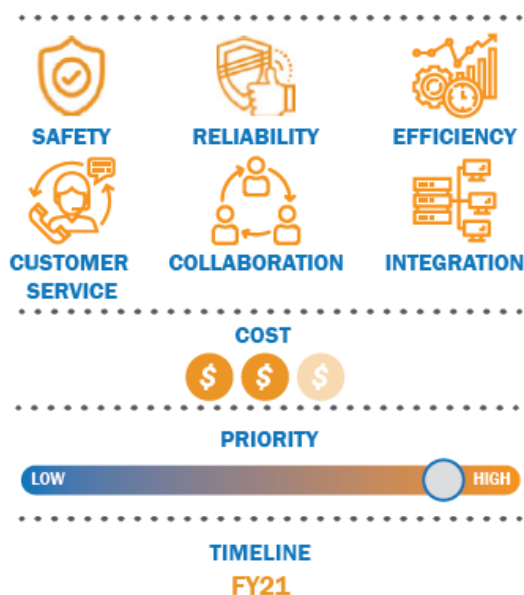 SAFETY RELIABILITY EFFICIENCY
CUSTOMER SERVICE COLLABORATION INTEGRATION
COST
$ $ $
PRIORITY
LOW HIGH
TIMELINE
FY21